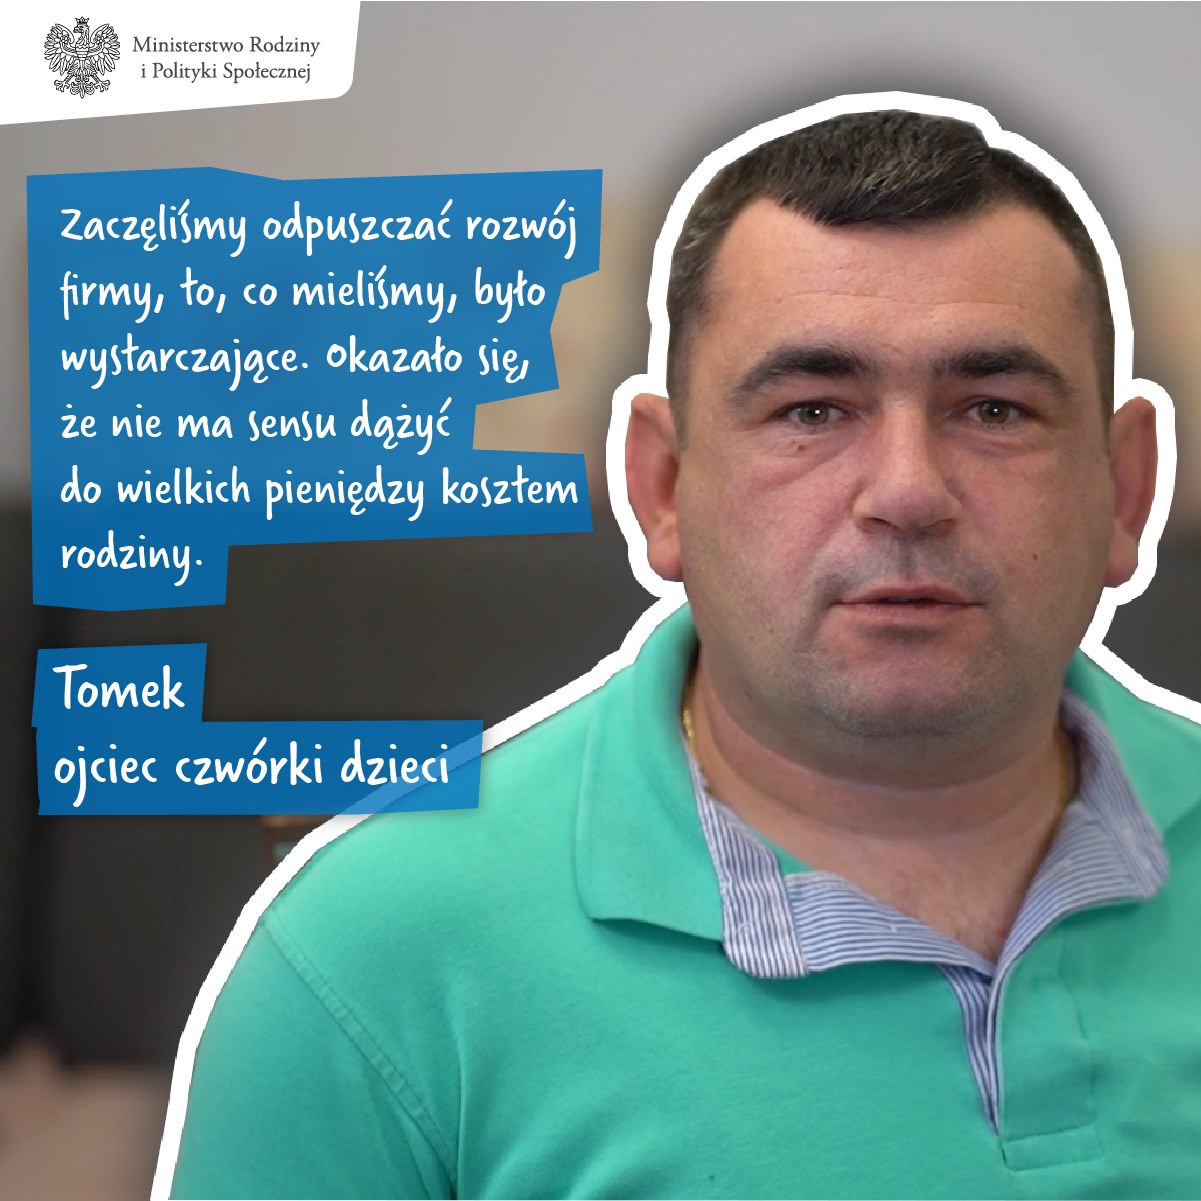 Ministerstwo Rodziny
i Polityki Społecznej
Zaczęliśmy odpuszczać rozwój
firmy, to, co mieliśmy, było
wystarczające. Okazało się,
że nie ma sensu dążyć
do wielkich pieniędzy kosztem
rodziny.
Tomek
ojciec czwórki dzieci